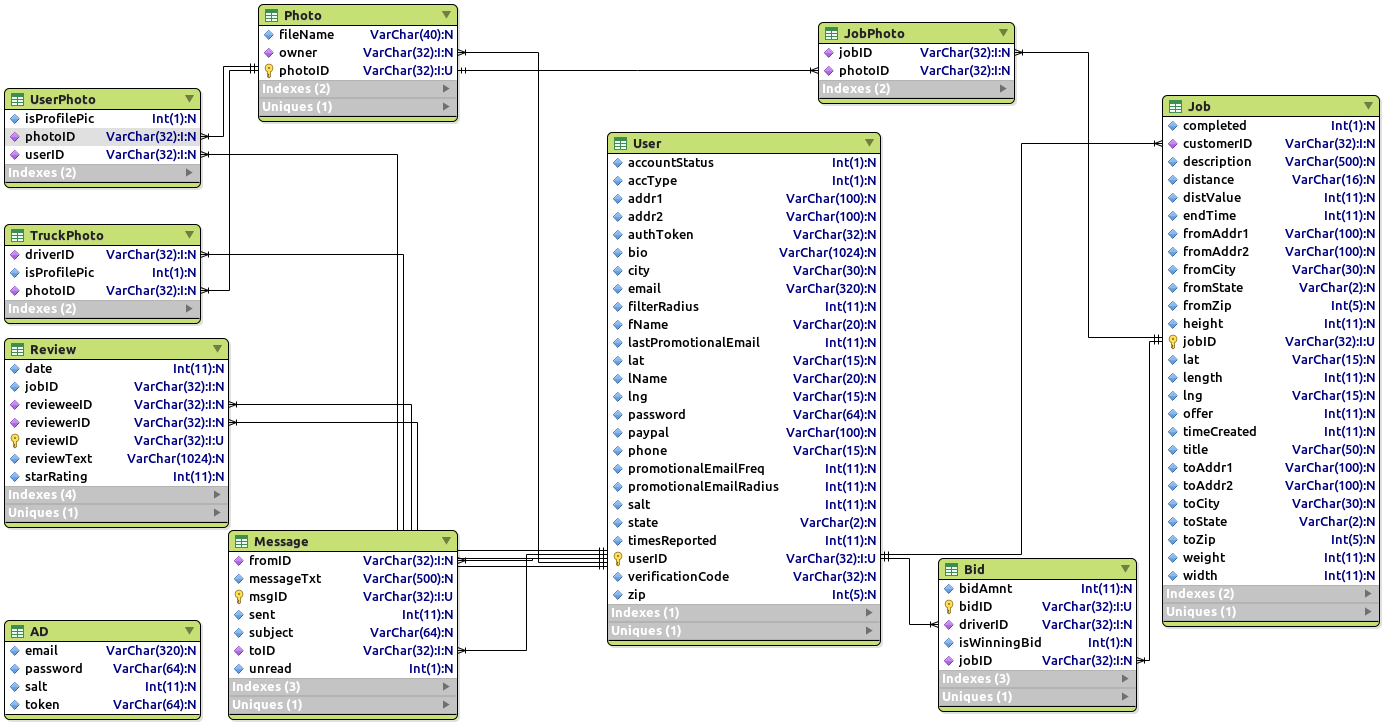 Photo
fileName VarChar(40):N
owner VarChar(32):I:N
photoID VarChar(32):I:U
Indexes (2)
Uniques (1)
JobPhoto
jobID VarChar(32):I:N
photoID VarChar(32):I:N
Indexes (2)
UserPhoto
isProfilePic Int(1):N
photoID VarChar(32):I:N
userID VarChar(32):I:N
Indexes (2)
Job
completed Int(1):N
customerID VarChar(32):I:N
description VarChar(500):N
distance VarChar(16):N
distValue Int(11):N
endTime Int(11):N
fromAddr1 VarChar(100):N
fromAddr2 VarChar(100):N
fromCity VarChar(30):N
fromState VarChar(2):N
fromZip Int(5):N
height Int(11):N
jobID VarChar(32):I:U
lat VarChar(15):N
length Int(11):N
lng VarChar(15):N
offer Int(11):N
timeCreated Int(11):N
title VarChar(50):N
toAddr1 VarChar(100):N
toAddr2 VarChar(100):N
toCity VarChar(30):N
toState VarChar(2):N
toZip Int(5):N
weight Int(11):N
width Int(11):N
Indexes (2)
Uniques (1)
User
accountStatus Int(1):N
accType Int(1):N
addr1 VarChar(100):N
addr2 VarChar(100):N
authToken VarChar(32):N
bio VarChar(1024):N
city VarChar(30):N
email VarChar(320):N
filterRadius Int(11):N
fName VarChar(20):N
lastPromotionalEmail Int(11):N
lat VarChar(15):N
lName VarChar(20):N
lng VarChar(15):N
password VarChar(64):N
paypal VarChar(100):N
phone VarChar(15):N
promotionalEmailFreq Int(11):N
promotionalEmailRadius Int(11):N
salt Int(11):N
state VarChar(2):N
timesReported Int(11):N
userID VarChar(32):I:U
verificationCode VarChar(32):N
zip Int(5):N
Indexes (1)
Uniques (1)
TruckPhoto
driverID VarChar(32):I:N
isProfilePic Int(1):N
photoID VarChar(32):I:N
Indexes (2)
Review
date Int(11):N
jobID VarChar(32):I:N
revieweeID VarChar(32):I:N
reviewerID VarChar(32):I:N
reviewID VarChar(32):I:U
reviewText VarChar(1024):N
starRating Int(11):N
Indexes (4)
Uniques (1)
Message
fromID VarChar(32):I:N
messageTxt VarChar(500):N
msgID VarChar(32):I:U
sent Int(11):N
subject VarChar(64):N
toID VarChar(32):I:N
unread Int(1):N
Indexes (3)
Uniques (1)
Bid
bidAmnt Int(11):N
bidID VarChar(32):I:U
driverID VarChar(32):I:N
isWinningBid Int(1):N
jobID VarChar(32):I:N
Indexes (3)
Uniques (1)
AD
email VarChar(320):N
password VarChar(64):N
salt Int(11):N
token VarChar(64):N